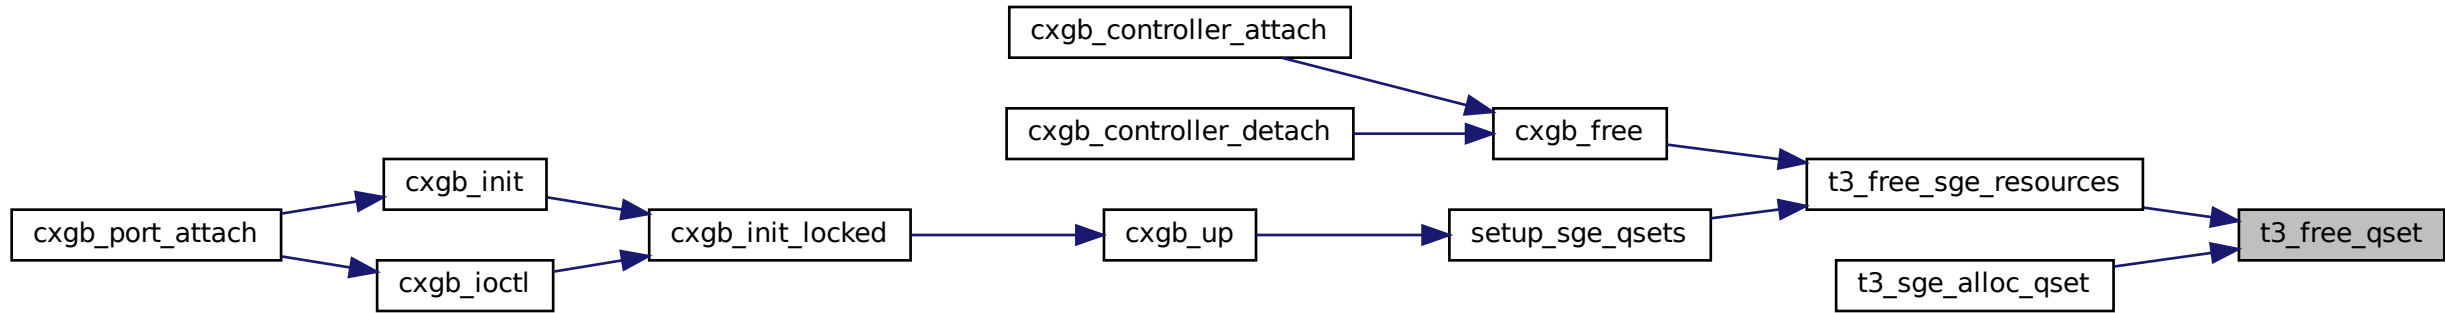 cxgb_controller_attach
cxgb_controller_detach
cxgb_free
cxgb_init
t3_free_sge_resources
cxgb_port_attach
cxgb_init_locked
cxgb_up
setup_sge_qsets
t3_free_qset
cxgb_ioctl
t3_sge_alloc_qset